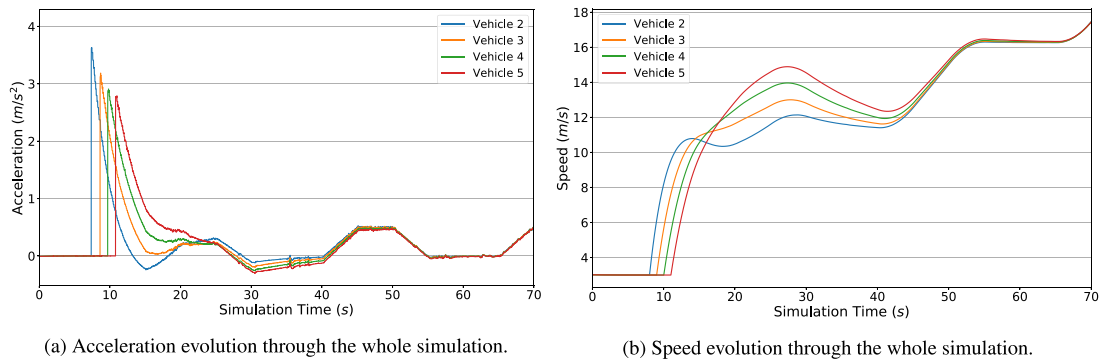 4
3
2
1
0
Acceleration (m/s²)
0 10 20 30 40 50 60 70
Simulation Time (s)
Vehicle 2
Vehicle 3
Vehicle 4
Vehicle 5
(a) Acceleration evolution through the whole simulation.
18
16
14
12
10
8
6
4
Speed (m/s)
0 10 20 30 40 50 60 70
Simulation Time (s)
Vehicle 2
Vehicle 3
Vehicle 4
Vehicle 5
(b) Speed evolution through the whole simulation.